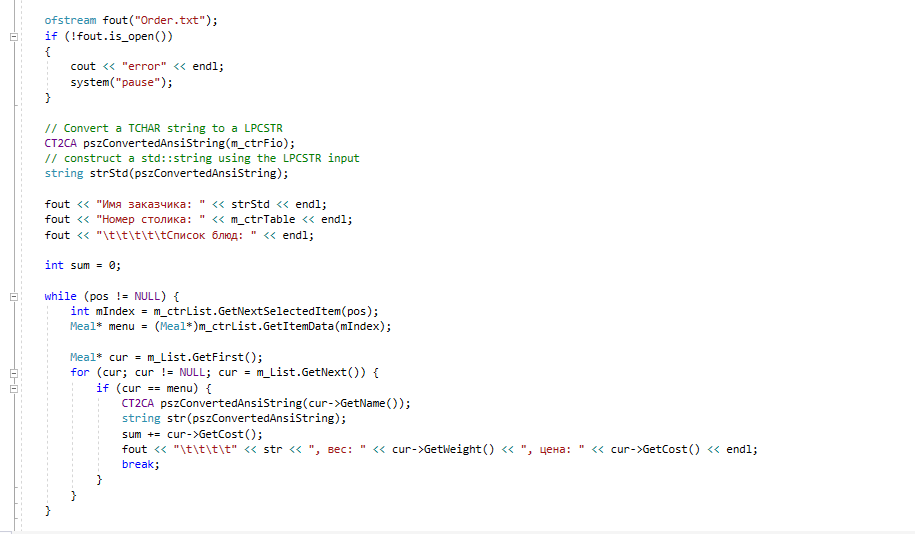 ofstream fout("Order.txt");
if (!fout.is_open())
{
cout << "error" << endl;
system("pause");
}
// Convert a TCHAR string to a LPCSTR
CT2CA pszConvertedAnsiString(m_ctrFio);
// construct a std::string using the LPCSTR input
string strStd(pszConvertedAnsiString);
fout << "Имя заказчика: " << strStd << endl;
fout << "Номер столика: " << m_ctrTable << endl;
fout << "\t\t\t\t\tСписок блюд: " << endl;
int sum = 0;
while (pos != NULL) {
int mIndex = m_ctrList.GetNextSelectedItem(pos);
Meal* menu = (Meal*)m_ctrList.GetItemData(mIndex);
Meal* cur = m_List.GetFirst();
for (cur; cur != NULL; cur = m_List.GetNext()) {
if (cur == menu) {
CT2CA pszConvertedAnsiString(cur->GetName());
string str(pszConvertedAnsiString);
sum += cur->GetCost();
fout << "\t\t\t\t" << str << ", вес: " << cur->GetWeight() << ", цена: " << cur->GetCost() << endl;
break;
}
}
}